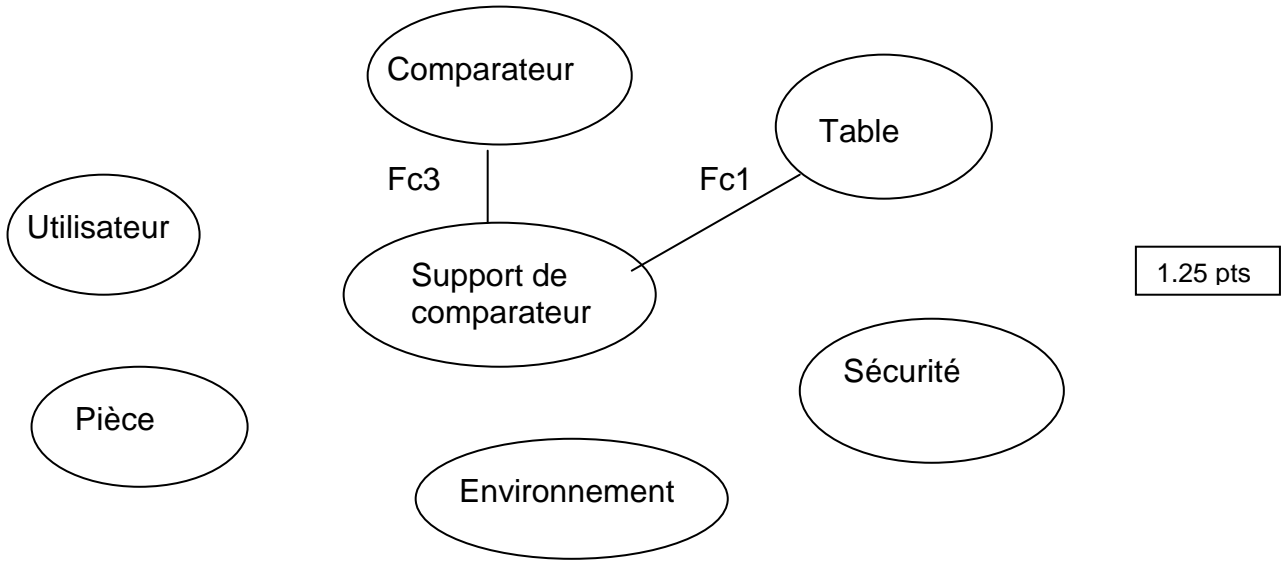 Comparateur
Table
Fc3
Fc1
Utilisateur
Support de
comparateur
1.25 pts
Sécurité
Pièce
Environnement